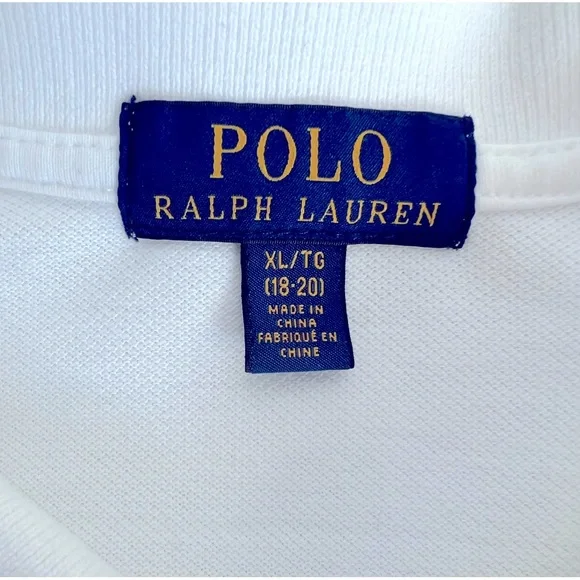 POLO
RALPH LAUREN
XL/TG
(18-20)
MADE IN
CHINA
FABRIQUÉ EN
CHINE